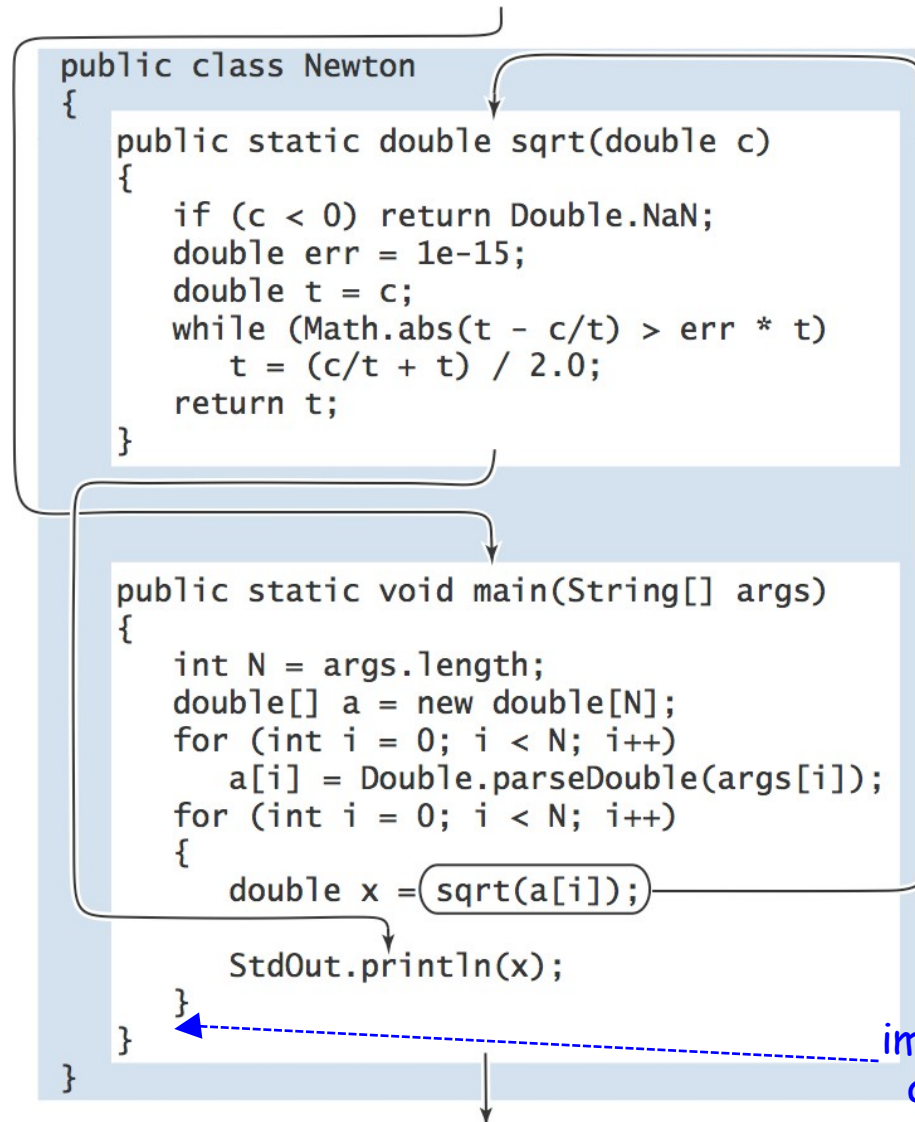 public class Newton
{
public static double sqrt(double c)
{
if (c < 0) return Double.NaN;
double err = 1e-15;
double t = c;
while (Math.abs(t - c/t) > err * t)
t = (c/t + t) / 2.0;
return t;
}
public static void main(String[] args)
{
int N = args.length;
double[] a = new double[N];
for (int i = 0; i < N; i++)
a[i] = Double.parseDouble(args[i]);
for (int i = 0; i < N; i++)
{
double x = sqrt(a[i]);
StdOut.println(x);
}
}
}